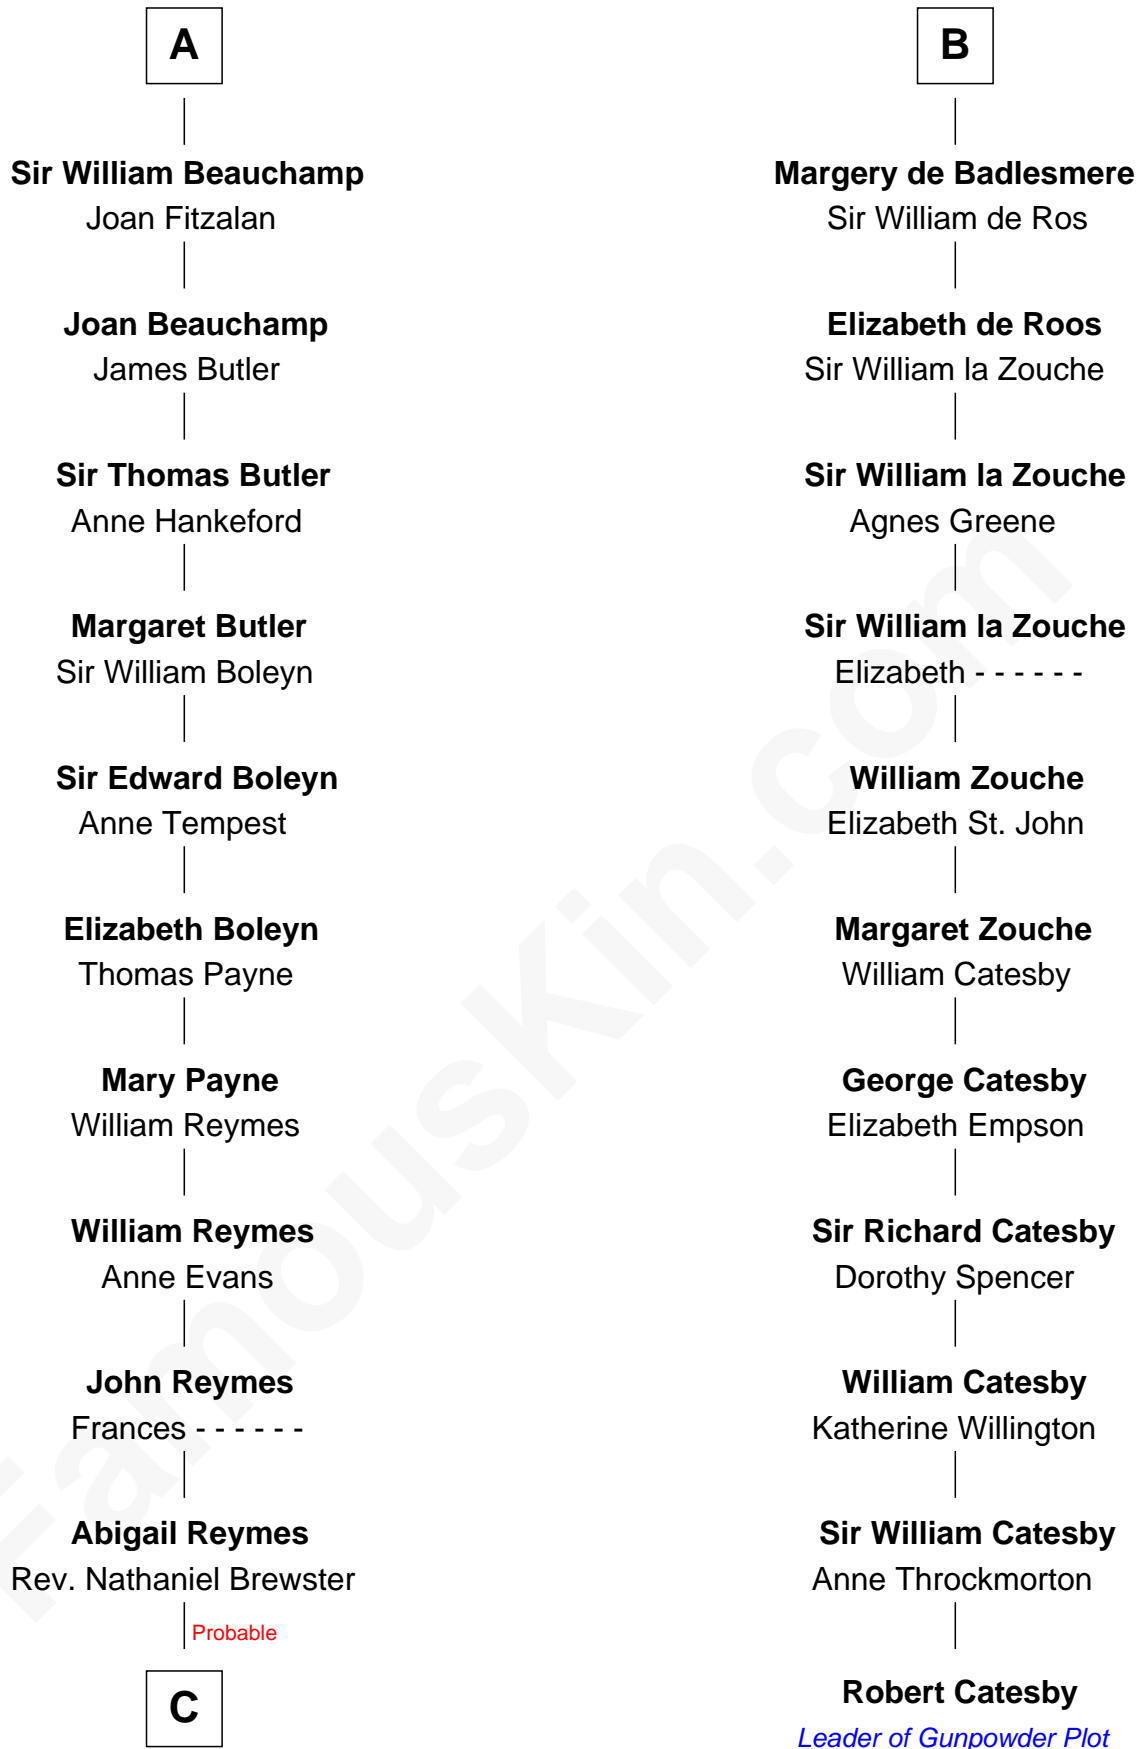 A
Sir William Beauchamp
Joan Fitzalan
Joan Beauchamp
James Butler
Sir Thomas Butler
Anne Hankeford
Margaret Butler
Sir William Boleyn
Sir Edward Boleyn
Anne Tempest
Elizabeth Boleyn
Thomas Payne
Mary Payne
William Reymes
William Reymes
Anne Evans
John Reymes
Frances - - - - - -
Abigail Reymes
Rev. Nathaniel Brewster
Probable
C
B
Margery de Badlesmere
Sir William de Ros
Elizabeth de Roos
Sir William la Zouche
Sir William la Zouche
Agnes Greene
Sir William la Zouche
Elizabeth - - - - - -
William Zouche
Elizabeth St. John
Margaret Zouche
William Catesby
George Catesby
Elizabeth Empson
Sir Richard Catesby
Dorothy Spencer
William Catesby
Katherine Willington
Sir William Catesby
Anne Throckmorton
Robert Catesby
Leader of Gunpowder Plot
FamousKin.com